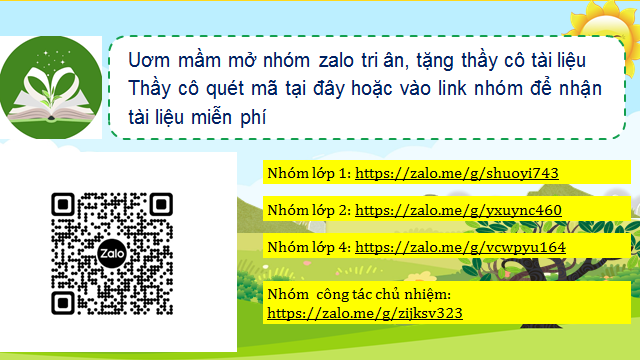 Uơm mầm mở nhóm zalo tri ân, tặng thầy cô tài liệu
Thầy cô quét mã tại đây hoặc vào link nhóm để nhận
tài liệu miễn phí
Nhóm lớp 1: https://zalo.me/g/shuoyi743
Nhóm lớp 2: https://zalo.me/g/yxuync460
Nhóm lớp 4: https://zalo.me/g/vcwpyu164
Nhóm công tác chủ nhiệm:
https://zalo.me/g/zijksv323
Zalo